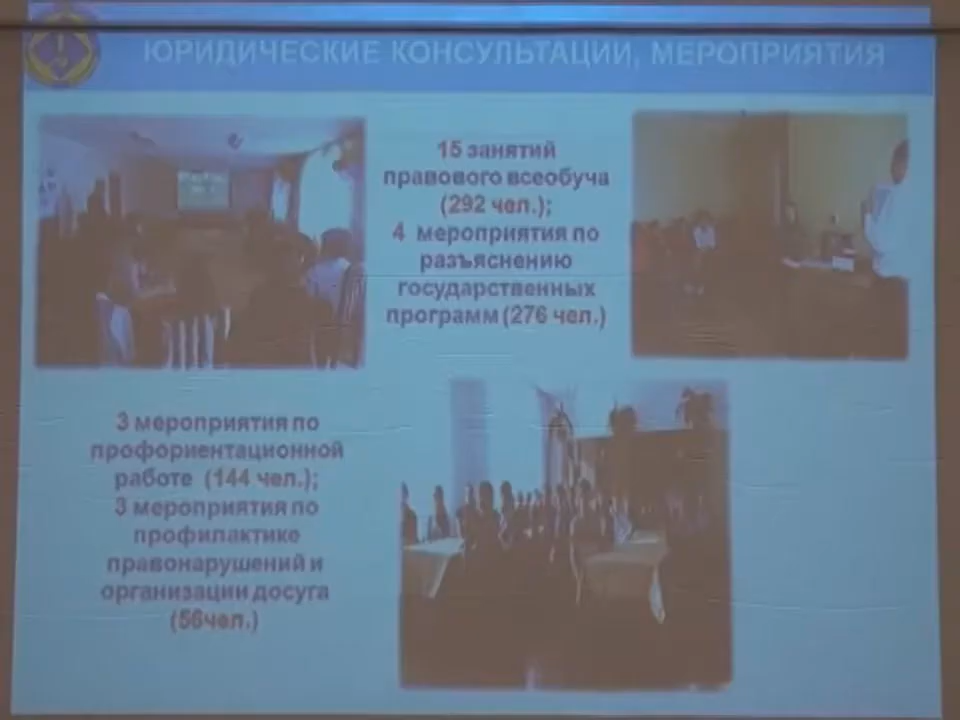 ЮРИДИЧЕСКИЕ КОНСУЛЬТАЦИИ, МЕРОПРИЯТИЯ
15 занятий
правового всеобуча
(292 чел.);
4 мероприятия по
разъяснению
государственных
программ (276 чел.)
3 мероприятия по
профориентационной
работе (144 чел.);
3 мероприятия по
профилактике
правонарушений и
организации досуга
(56чел.)